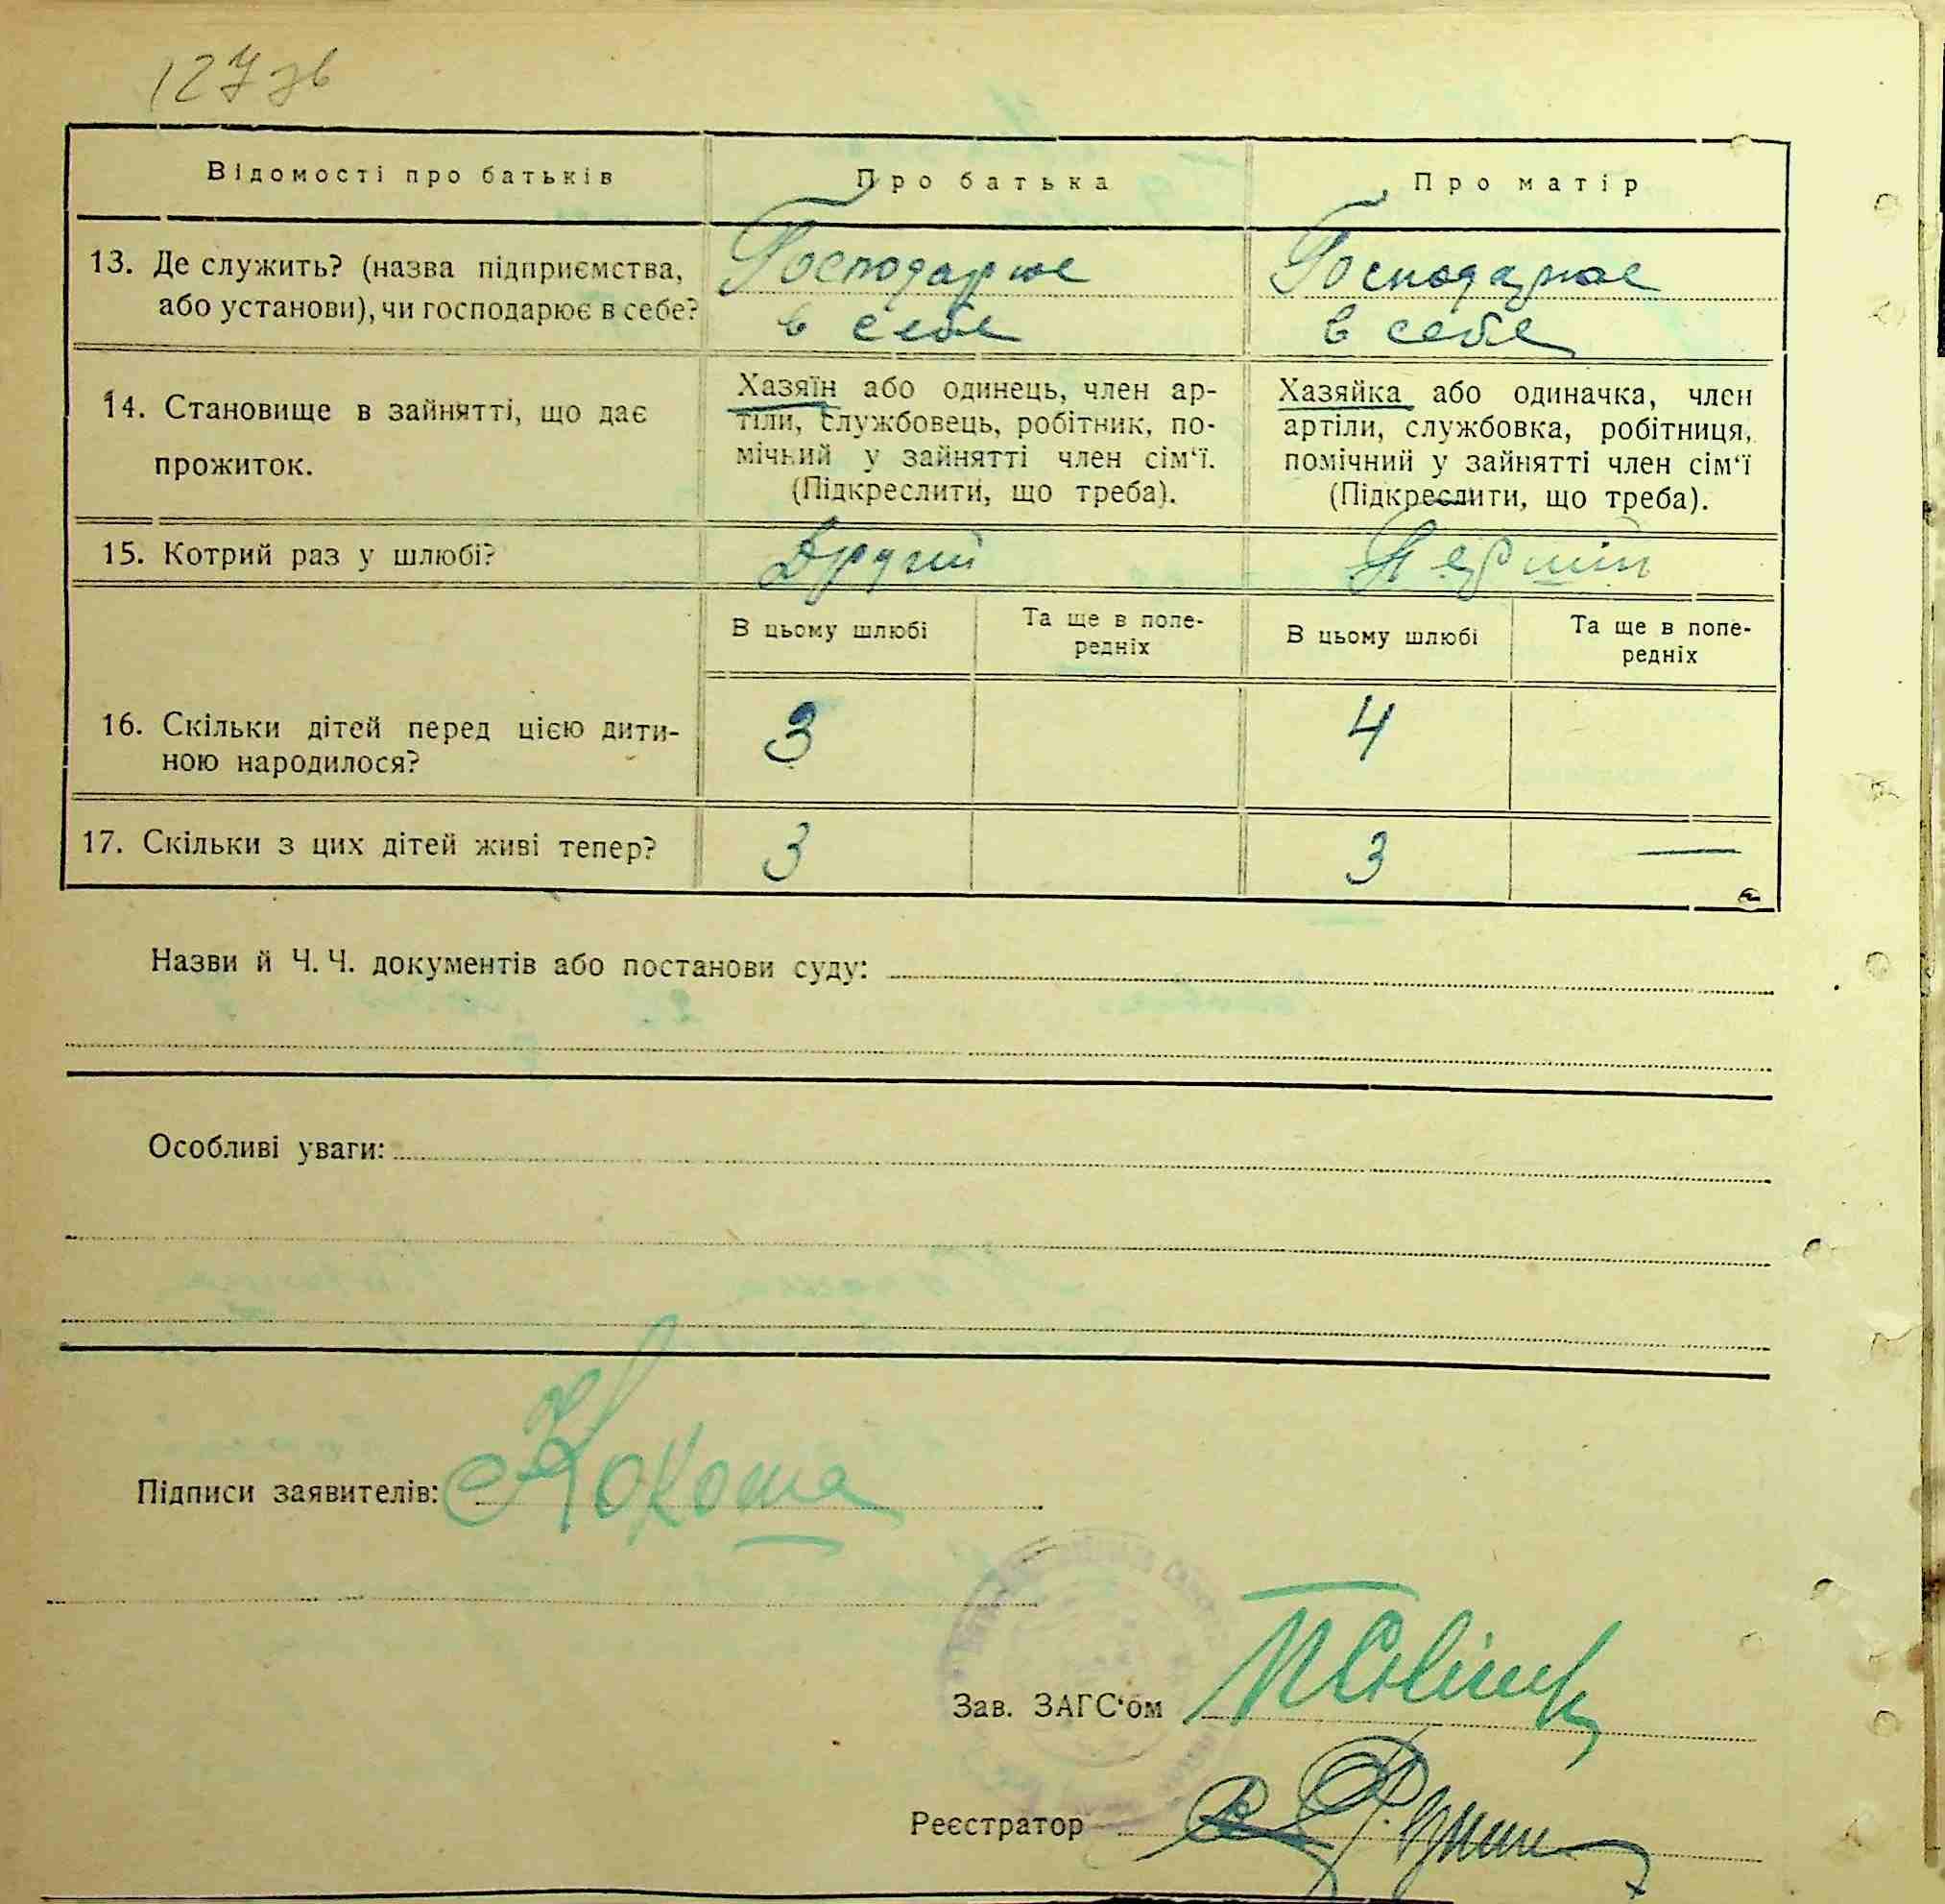 127 зв
Відомості про батьків
Про батька
Про матір
13. Де служить? (назва підприємства,
або установи), чи господарює в себе?
Господарює
в себе
Господарює
в себе
14. Становище в зайнятті, що дає
прожиток.
Хазяїн або одинець, член ар-
тіли, службовець, робітник, по-
мічний у зайнятті член сім'ї.
(Підкреслити, що треба).
Хазяйка або одиначка, член
артіли, службовка, робітниця,
помічний у зайнятті член сім'ї
(Підкреслити, що треба).
15. Котрий раз у шлюбі?
Другий
Перший
В цьому шлюбі
Та ще в попе-
редніх
В цьому шлюбі
Та ще в попе-
редніх
16. Скільки дітей перед цією дити-
ною народилося?
3
4
17. Скільки з цих дітей живі тепер?
3
3 —
Назви й Ч. Ч. документів або постанови суду:
Особливі уваги:
Підписи заявителів: Кокоша
Зав. ЗАГС'ом
Реєстратор